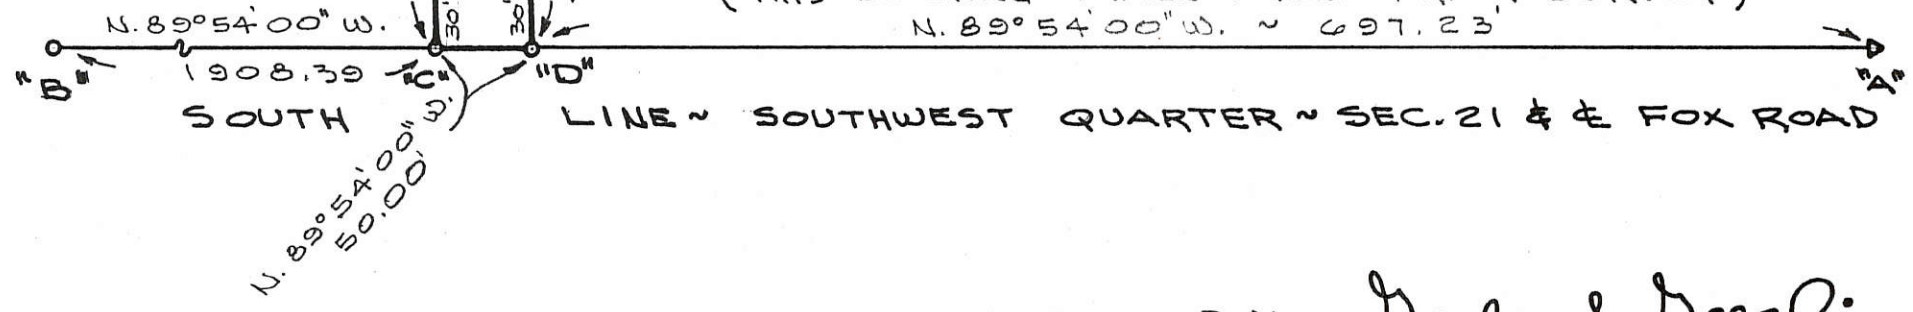 N. 89° 54' 00" W.
30'
30'
N. 89° 54' 00" W. ~ 697.23'
"B"
1908.39
"C"
"D"
"A"
SOUTH LINE ~ SOUTHWEST QUARTER ~ SEC. 21 & ℄ FOX ROAD
N. 89° 54' 00" W.
50.00'